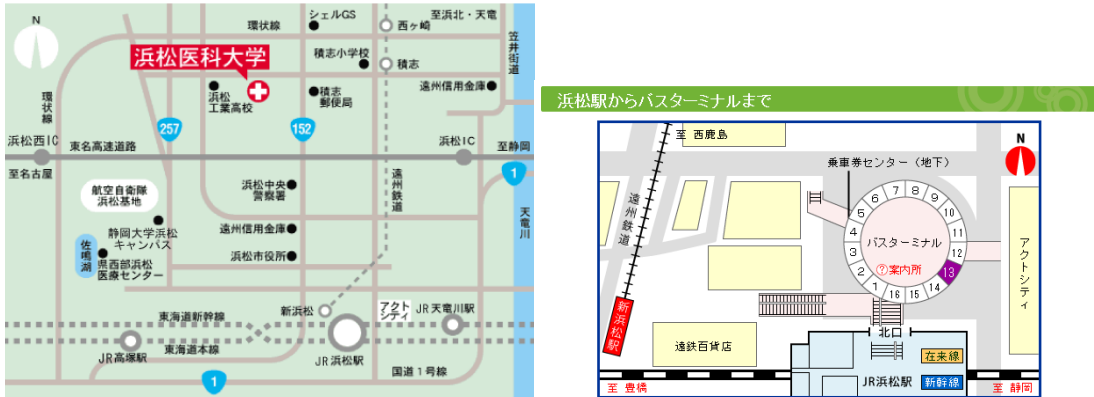 N
環状線
シェルGS
至浜北・天竜
西ヶ崎
笠井街道
浜松医科大学
積志小学校
積志
環状線
浜松
工業高校
積志
郵便局
遠州信用金庫
257
152
浜松西IC
東名高速道路
浜松IC
至静岡
至名古屋
1
航空自衛隊
浜松基地
浜松中央
警察署
遠州鉄道
天竜川
静岡大学浜松
キャンパス
遠州信用金庫
佐鳴湖
県西部浜松
医療センター
浜松市役所
新浜松
アクト
シティ
JR天竜川駅
東海道新幹線
東海道本線
JR高塚駅
JR浜松駅
国道1号線
1
浜松駅からバスターミナルまで
至 西鹿島
N
乗車券センター（地下）
遠州鉄道
1
2
3
4
5
6
7
8
9
10
11
12
13
14
15
16
バスターミナル
?案内所
アクトシティ
新浜松駅
遠鉄百貨店
北口
在来線
JR浜松駅
新幹線
至 豊橋
至 静岡